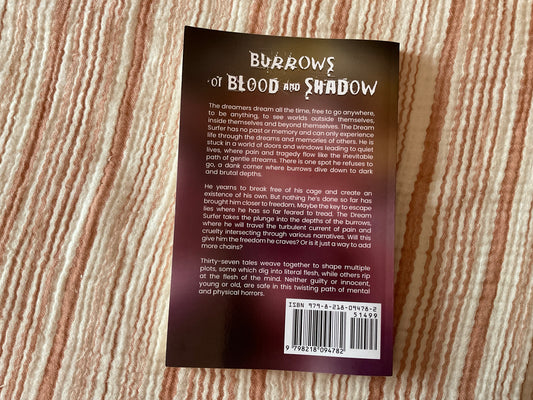 BURROWS
of BLOOD AND SHADOW
The dreamers dream all the time, free to go anywhere,
to be anything, to see worlds outside themselves,
inside themselves and beyond themselves. The Dream
Surfer has no past or memory and can only experience
life through the dreams and memories of others. He is
stuck in a world of doors and windows leading to quiet
lives, where pain and tragedy flow like the inevitable
path of gentle streams. There is one spot he refuses to
go, a dank corner where burrows dive down to dark
and brutal depths.
He yearns to break free of his cage and create an
existence of his own. But nothing he's done so far has
brought him closer to freedom. Maybe the key to escape
lies where he has so far feared to tread. The Dream
Surfer takes the plunge into the depths of the burrows,
where he will travel the turbulent current of pain and
cruelty intersecting through various narratives. Will this
give him the freedom he craves? Or is it just a way to add
more chains?
Thirty-seven tales weave together to shape multiple
plots, some which dig into literal flesh, while others rip
at the flesh of the mind. Neither guilty or innocent,
young or old, are safe in this twisting path of mental
and physical horrors.
ISBN 979-8-218-09478-2
51499
9 798218 094782